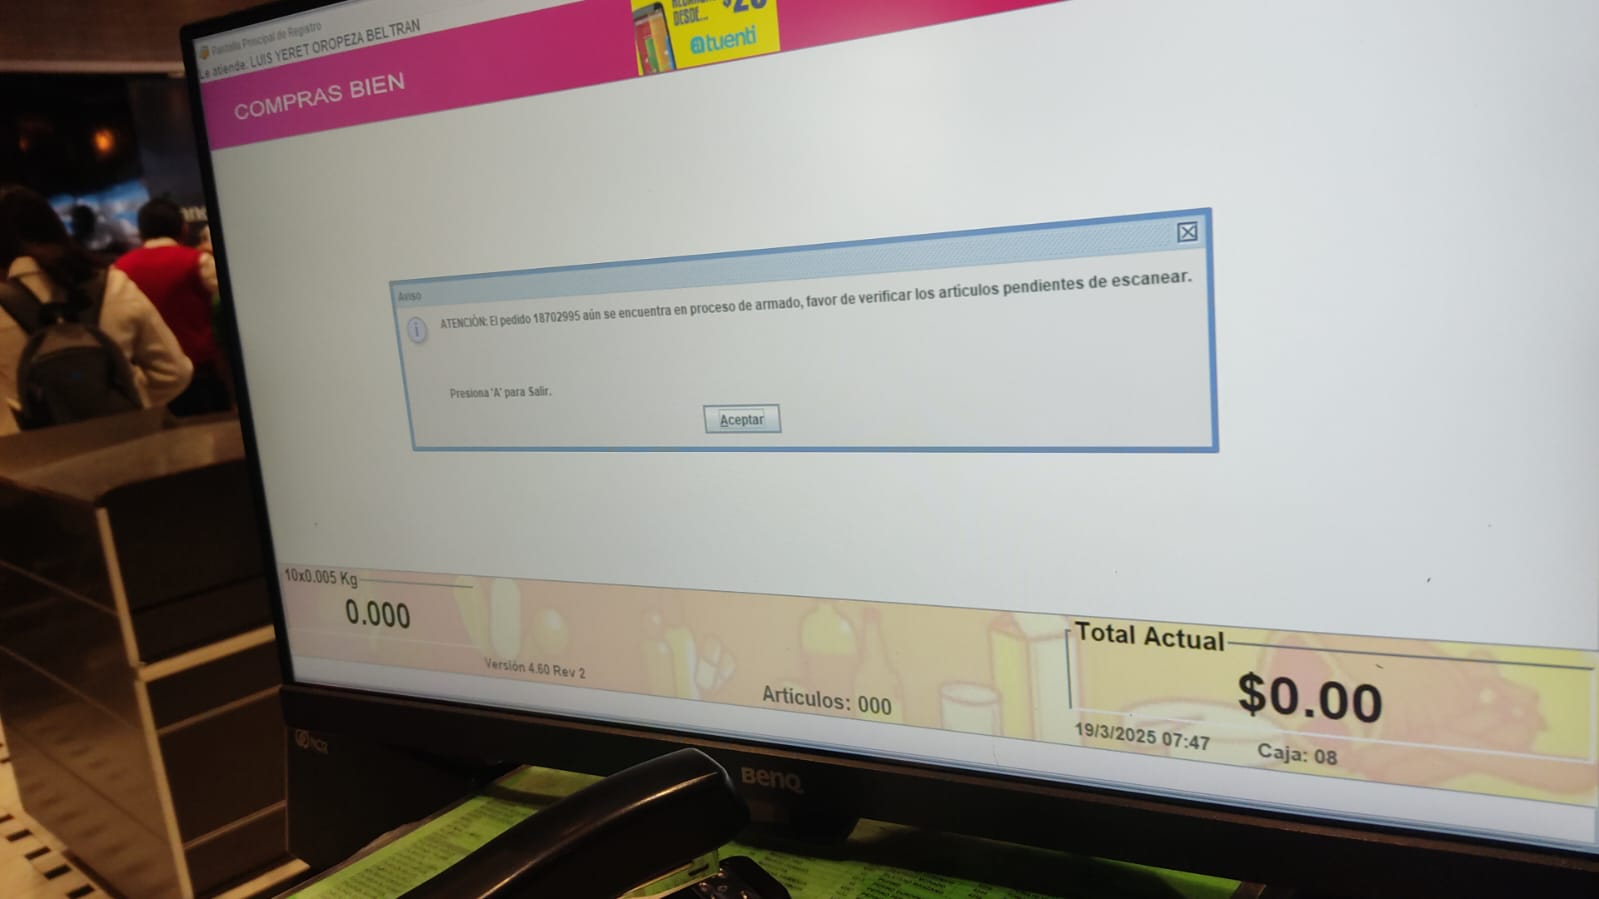 Pantalla Principal de Registro
Le atiende: LUIS YERET OROPEZA BELTRAN
COMPRAS BIEN
DESDE...
tuenti
Aviso
ATENCIÓN: El pedido 18702995 aún se encuentra en proceso de armado, favor de verificar los artículos pendientes de escanear.
Presiona 'A' para Salir.
Aceptar
10x0.005 Kg
0.000
Versión 4.60 Rev 2
Articulos: 000
Total Actual
$0.00
19/3/2025 07:47
Caja: 08
BenQ